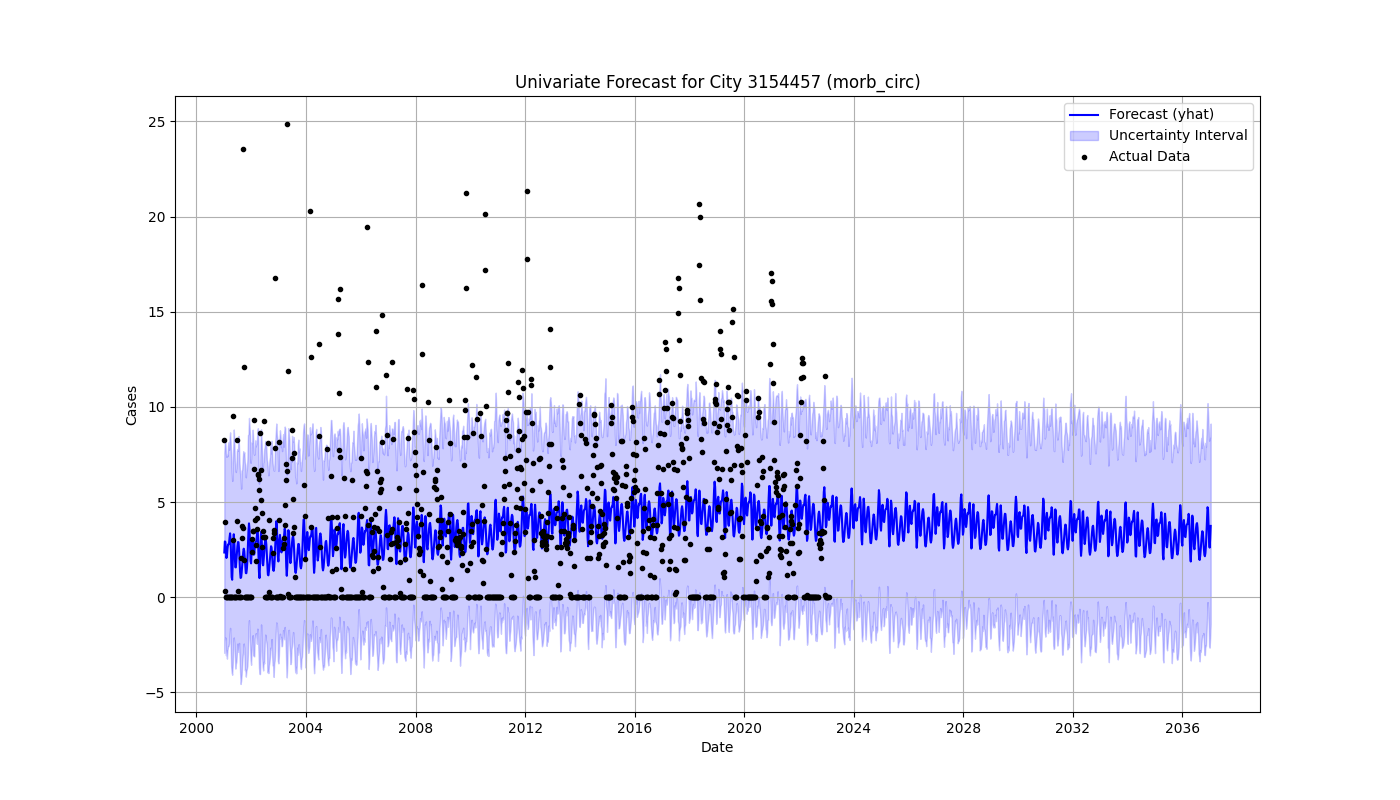 Univariate Forecast for City 3154457 (morb_circ)
Forecast (yhat)
Uncertainty Interval
Actual Data
Cases
25
20
15
10
5
0
−5
2000 2004 2008 2012 2016 2020 2024 2028 2032 2036
Date